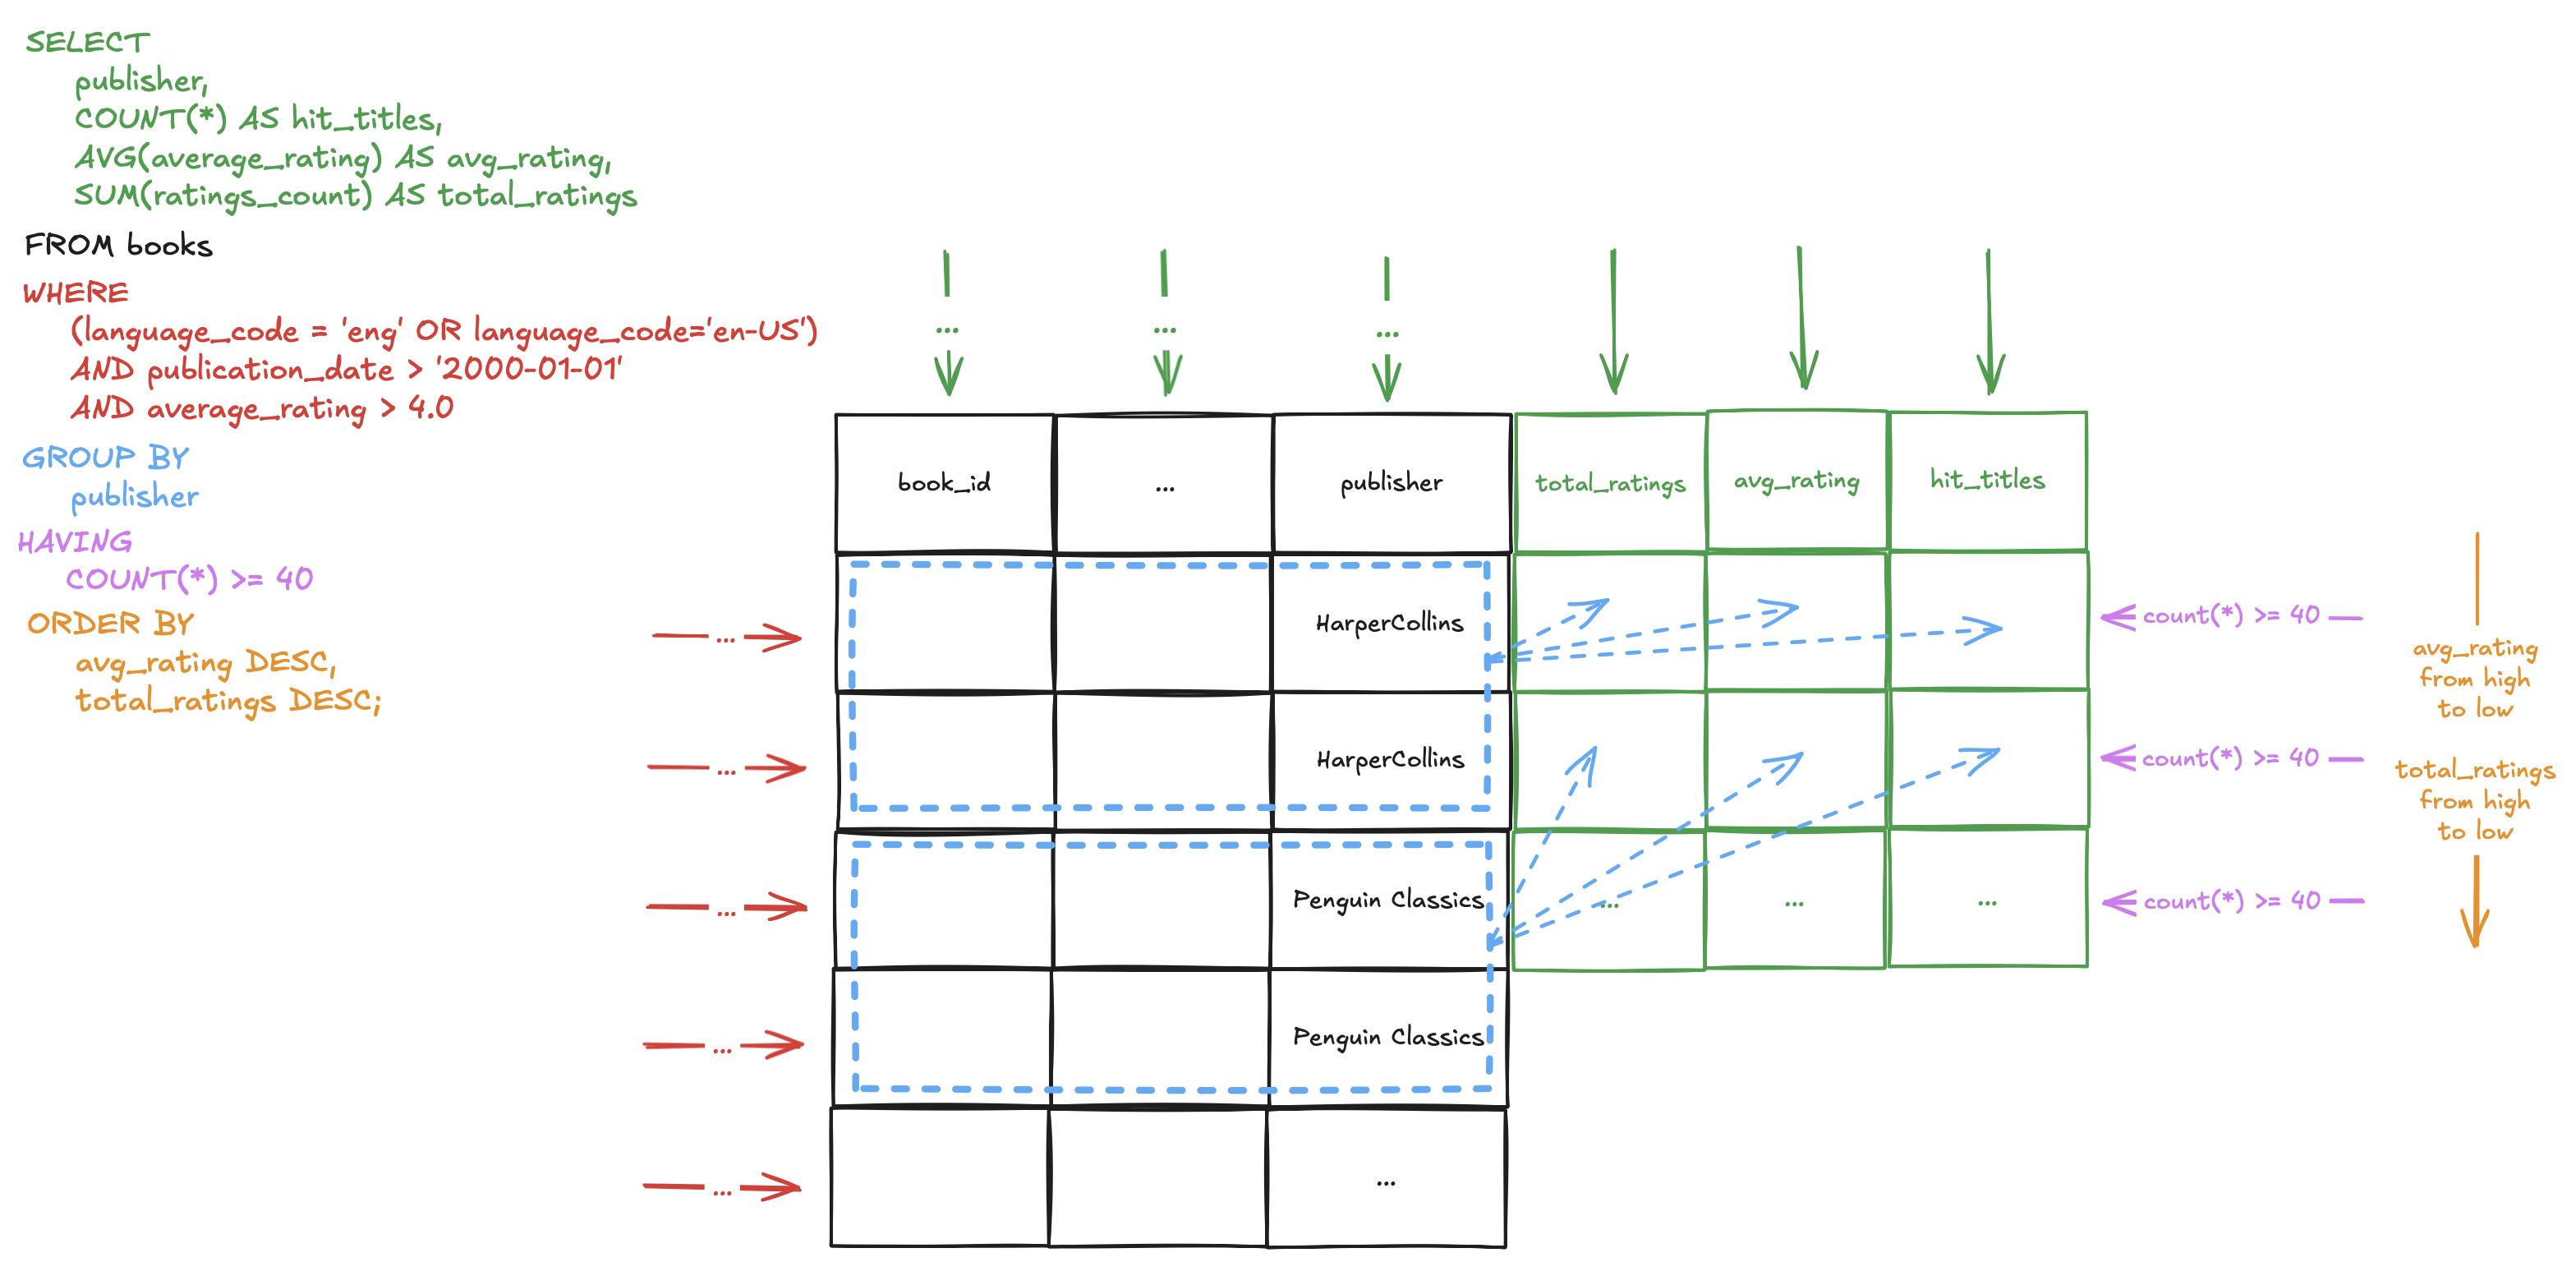 SELECT
publisher,
COUNT(*) AS hit_titles,
AVG(average_rating) AS avg_rating,
SUM(ratings_count) AS total_ratings
FROM books
WHERE
(language_code = 'eng' OR language_code='en-US')
AND publication_date > '2000-01-01'
AND average_rating > 4.0
GROUP BY
publisher
HAVING
COUNT(*) >= 40
ORDER BY
avg_rating DESC,
total_ratings DESC;
... ... ...
book_id ... publisher total_ratings avg_rating hit_titles
... HarperCollins count(*) >= 40
... HarperCollins count(*) >= 40
... Penguin Classics ... ... ... count(*) >= 40
... Penguin Classics
... ...
avg_rating
from high
to low
total_ratings
from high
to low